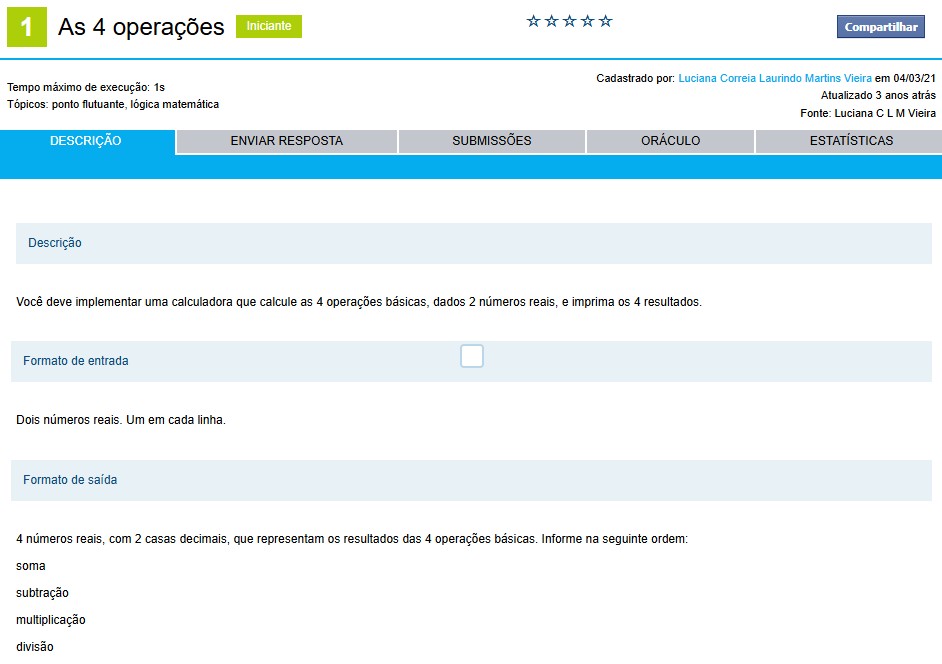 1 As 4 operações Iniciante
Compartilhar
Cadastrado por: Luciana Correia Laurindo Martins Vieira em 04/03/21
Tempo máximo de execução: 1s
Atualizado 3 anos atrás
Tópicos: ponto flutuante, lógica matemática
Fonte: Luciana C L M Vieira
DESCRIÇÃO ENVIAR RESPOSTA SUBMISSÕES ORÁCULO ESTATÍSTICAS
Descrição
Você deve implementar uma calculadora que calcule as 4 operações básicas, dados 2 números reais, e imprima os 4 resultados.
Formato de entrada
Dois números reais. Um em cada linha.
Formato de saída
4 números reais, com 2 casas decimais, que representam os resultados das 4 operações básicas. Informe na seguinte ordem:
soma
subtração
multiplicação
divisão